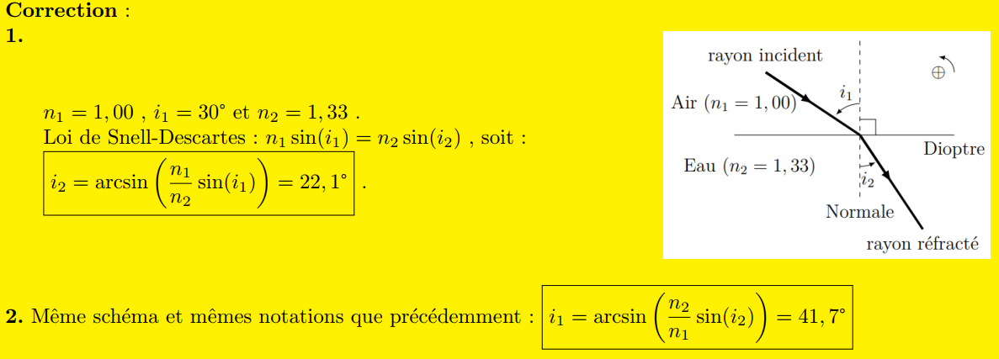 Correction :
1.
n₁ = 1,00 , i₁ = 30° et n₂ = 1,33 .
Loi de Snell-Descartes : n₁ sin(i₁) = n₂ sin(i₂) , soit :
i₂ = arcsin (n₁/n₂ sin(i₁)) = 22,1° .
rayon incident
⊕
i₁
Air (n₁ = 1,00)
Dioptre
Eau (n₂ = 1,33)
i₂
Normale
rayon réfracté
2. Même schéma et mêmes notations que précédemment : i₁ = arcsin (n₂/n₁ sin(i₂)) = 41,7°